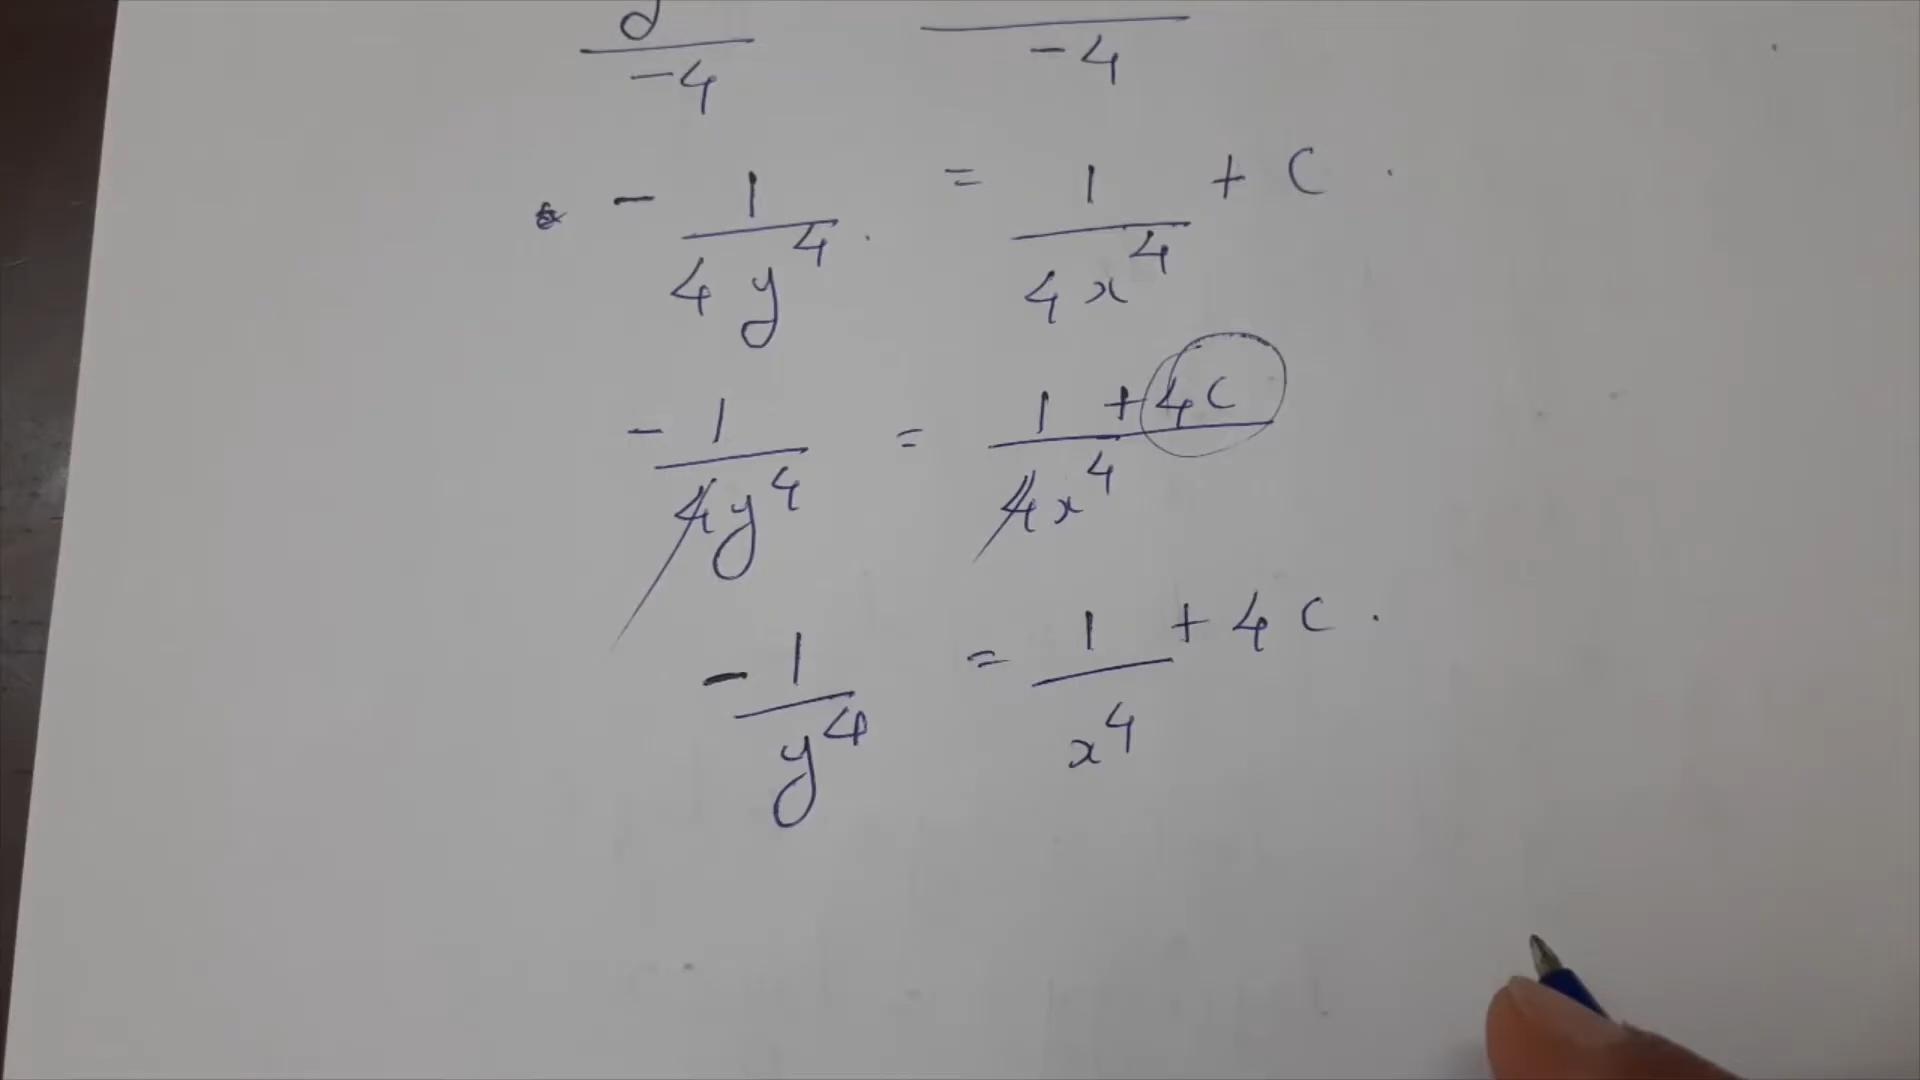 -4 -4
- 1/(4y^4) = 1/(4x^4) + C
- 1/(4y^4) = (1 + 4C)/(4x^4)
- 1/y^4 = 1/x^4 + 4C.